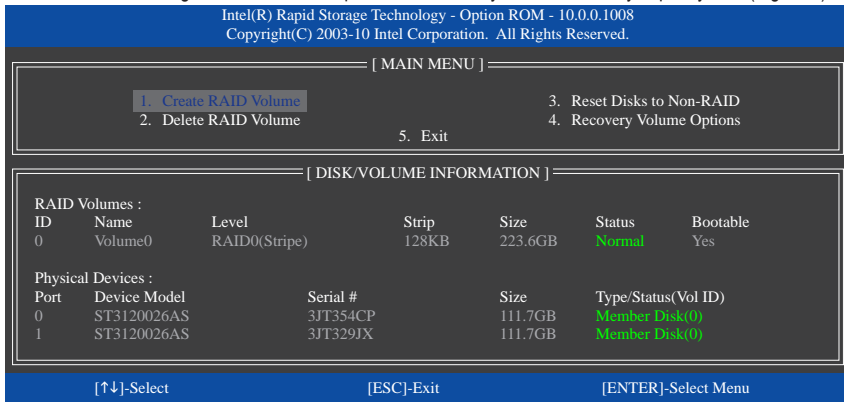 Intel(R) Rapid Storage Technology - Option ROM - 10.0.0.1008
Copyright(C) 2003-10 Intel Corporation. All Rights Reserved.
[ MAIN MENU ]
1. Create RAID Volume 3. Reset Disks to Non-RAID
2. Delete RAID Volume 4. Recovery Volume Options
5. Exit
[ DISK/VOLUME INFORMATION ]
RAID Volumes :
ID Name Level Strip Size Status Bootable
0 Volume0 RAID0(Stripe) 128KB 223.6GB Normal Yes
Physical Devices :
Port Device Model Serial # Size Type/Status(Vol ID)
0 ST3120026AS 3JT354CP 111.7GB Member Disk(0)
1 ST3120026AS 3JT329JX 111.7GB Member Disk(0)
[↑↓]-Select [ESC]-Exit [ENTER]-Select Menu